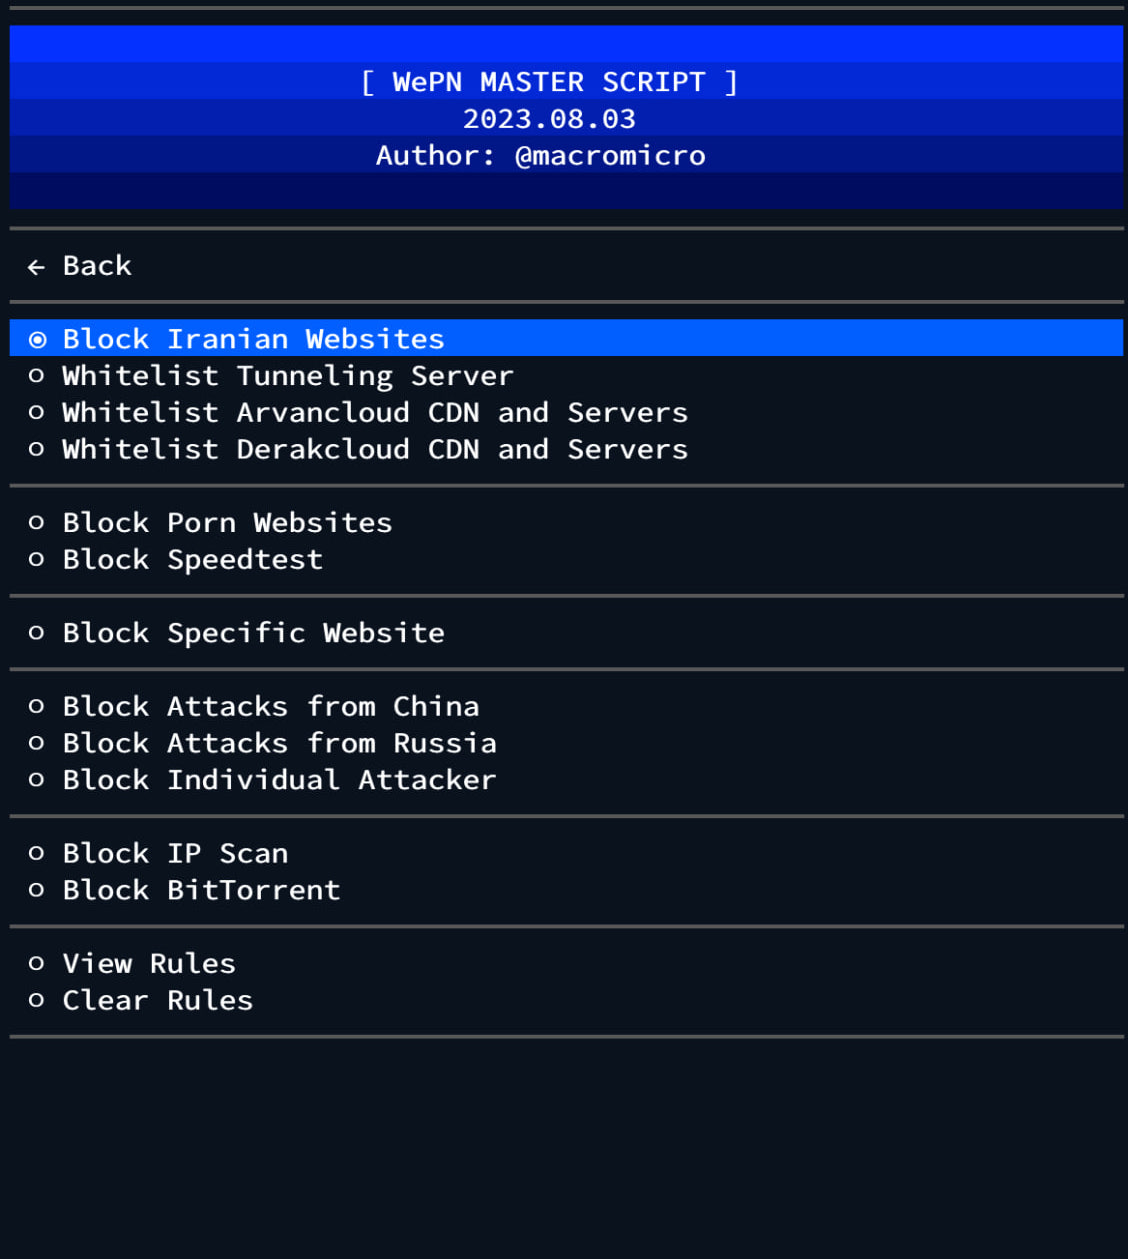 [ WePN MASTER SCRIPT ]
2023.08.03
Author: @macromicro
← Back
Block Iranian Websites
Whitelist Tunneling Server
Whitelist Arvancloud CDN and Servers
Whitelist Derakcloud CDN and Servers
Block Porn Websites
Block Speedtest
Block Specific Website
Block Attacks from China
Block Attacks from Russia
Block Individual Attacker
Block IP Scan
Block BitTorrent
View Rules
Clear Rules